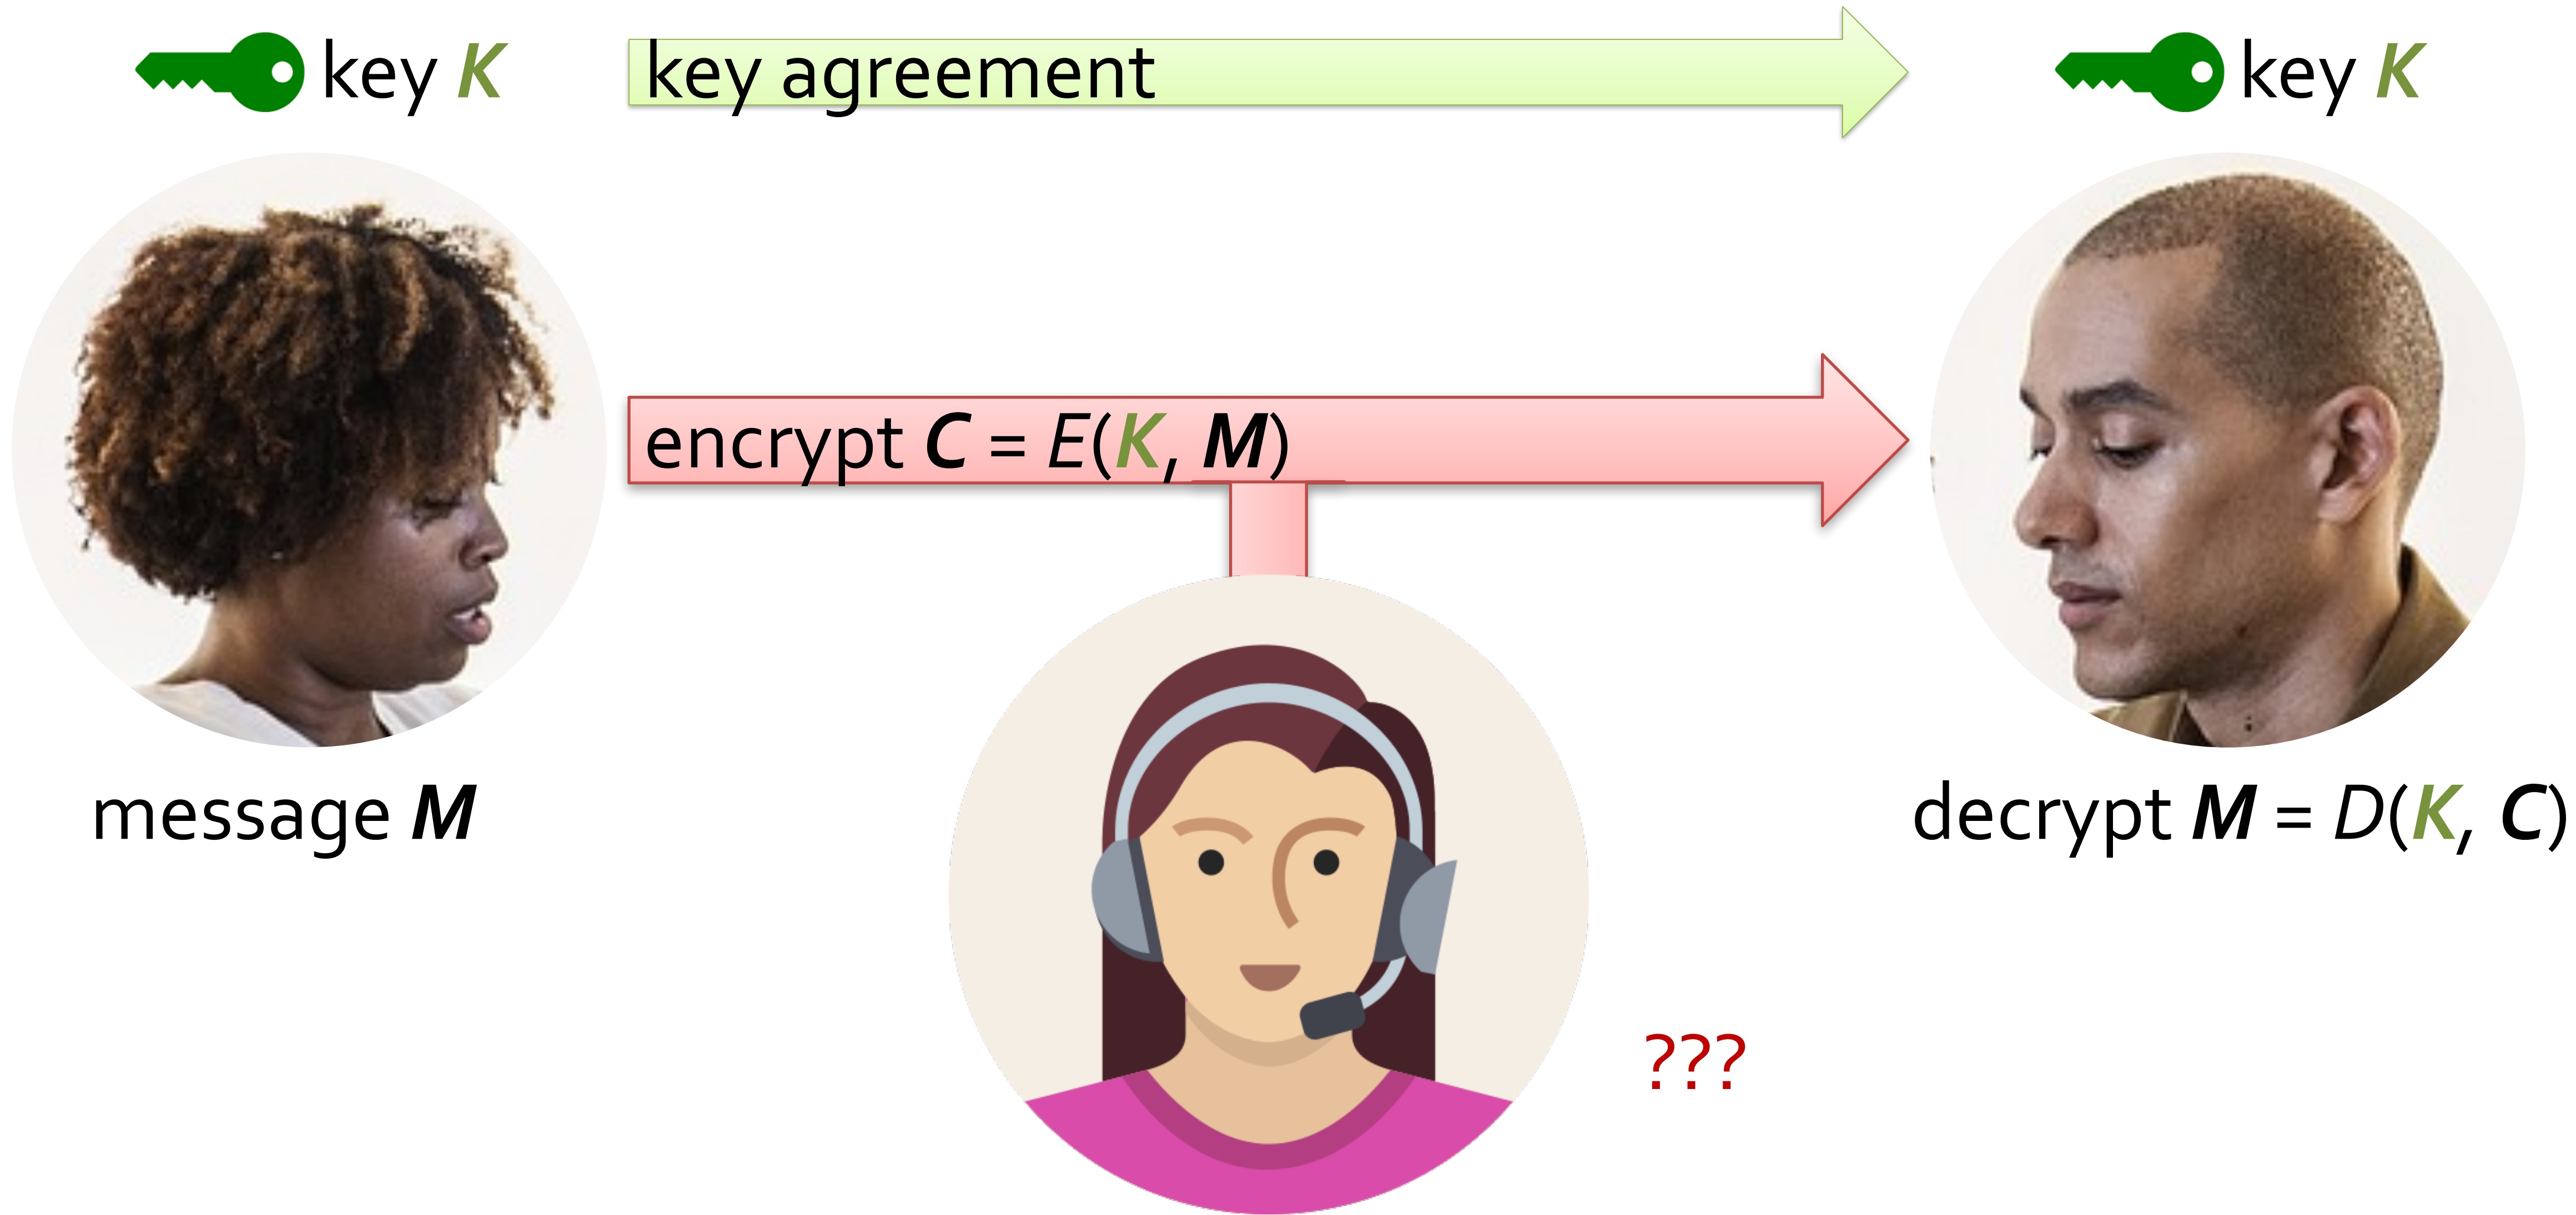 key K
key agreement
key K
encrypt C = E(K, M)
message M
decrypt M = D(K, C)
???